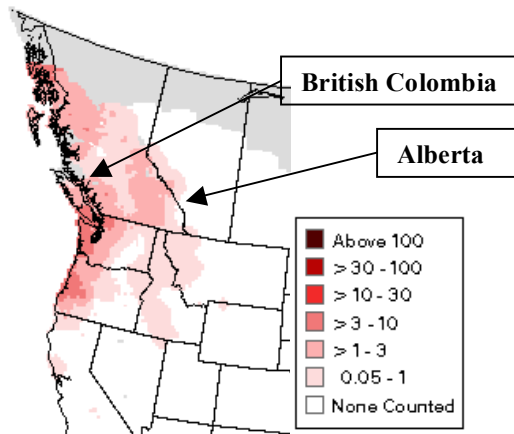 British Colombia
Alberta
Above 100
> 30 - 100
> 10 - 30
> 3 - 10
> 1 - 3
0.05 - 1
None Counted